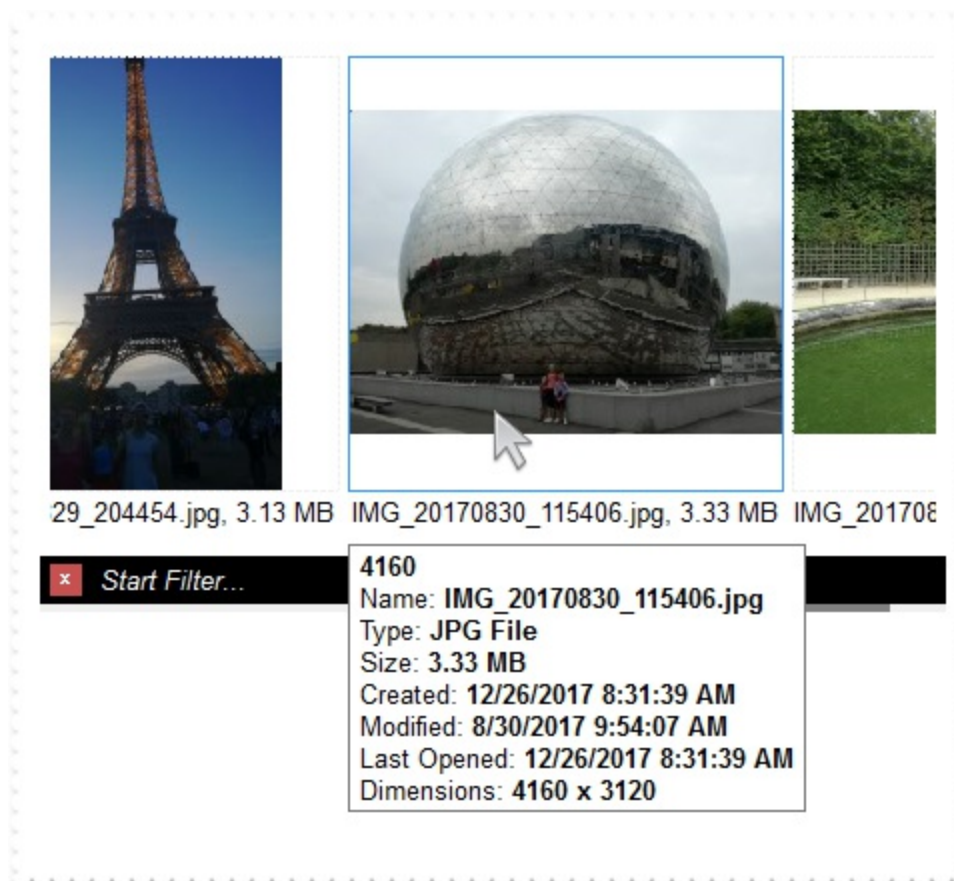 29_204454.jpg, 3.13 MB
IMG_20170830_115406.jpg, 3.33 MB
IMG_201708
x Start Filter...
4160
Name: IMG_20170830_115406.jpg
Type: JPG File
Size: 3.33 MB
Created: 12/26/2017 8:31:39 AM
Modified: 8/30/2017 9:54:07 AM
Last Opened: 12/26/2017 8:31:39 AM
Dimensions: 4160 x 3120